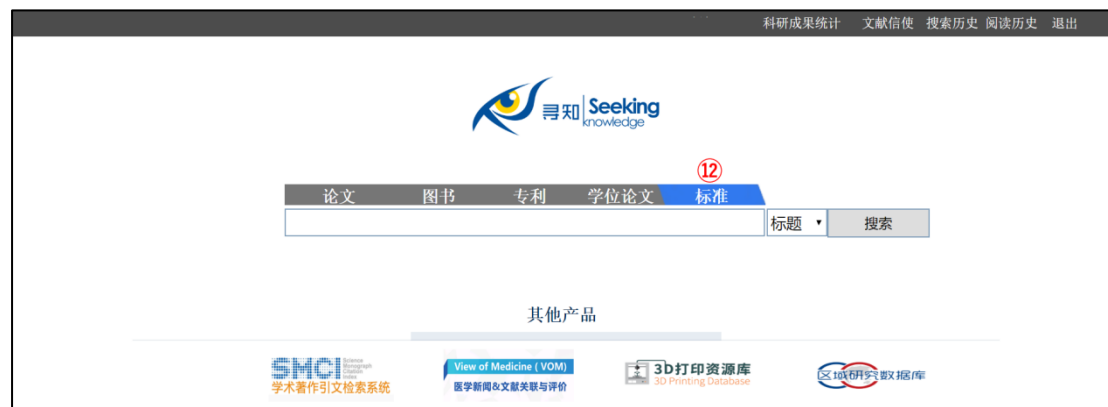 科研成果统计 文献信使 搜索历史 阅读历史 退出
寻知 Seeking
knowledge
⑫
论文 图书 专利 学位论文 标准
标题 搜索
其他产品
SMCI Science Monograph Citation Index
学术著作引文检索系统
View of Medicine ( VOM)
医学新闻&文献关联与评价
3D打印资源库
3D Printing Database
区域研究数据库